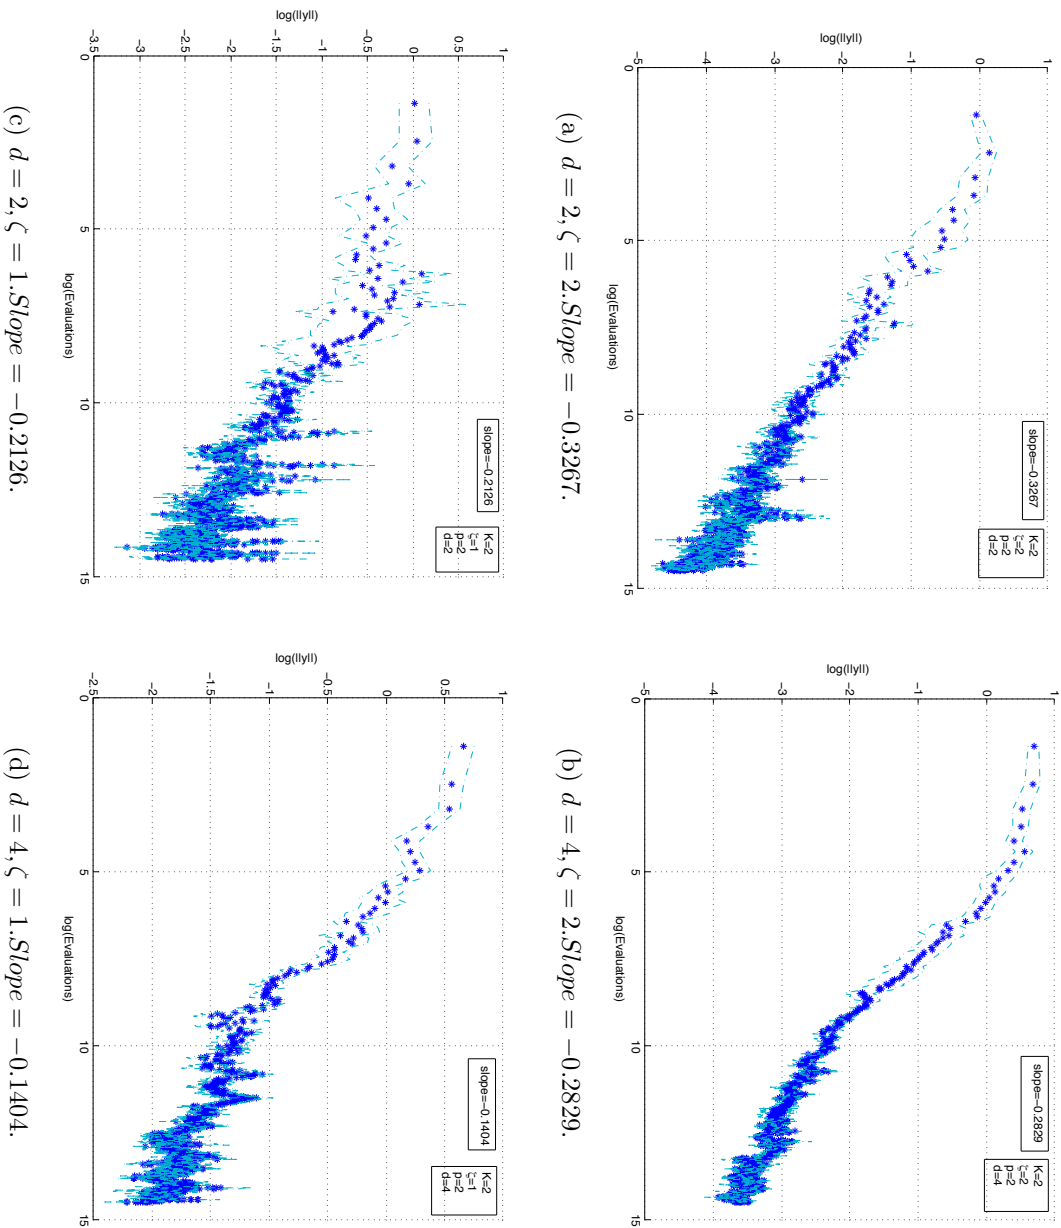 1
0
−1
−2
−3
−4
−5
0
5
10
15
log(Evaluations)
log(||y||)
slope=−0.3267
K=2
ζ=2
p=2
d=2
(a) d = 2, ζ = 2.Slope = −0.3267.
1
0
−1
−2
−3
−4
−5
0
5
10
15
log(Evaluations)
log(||y||)
slope=−0.2829
K=2
ζ=2
p=2
d=4
(b) d = 4, ζ = 2.Slope = −0.2829.
1
0.5
0
−0.5
−1
−1.5
−2
−2.5
−3
−3.5
0
5
10
15
log(Evaluations)
log(||y||)
slope=−0.2126
K=2
ζ=1
p=2
d=2
(c) d = 2, ζ = 1.Slope = −0.2126.
1
0.5
0
−0.5
−1
−1.5
−2
−2.5
0
5
10
15
log(Evaluations)
log(||y||)
slope=−0.1404
K=2
ζ=1
p=2
d=4
(d) d = 4, ζ = 1.Slope = −0.1404.